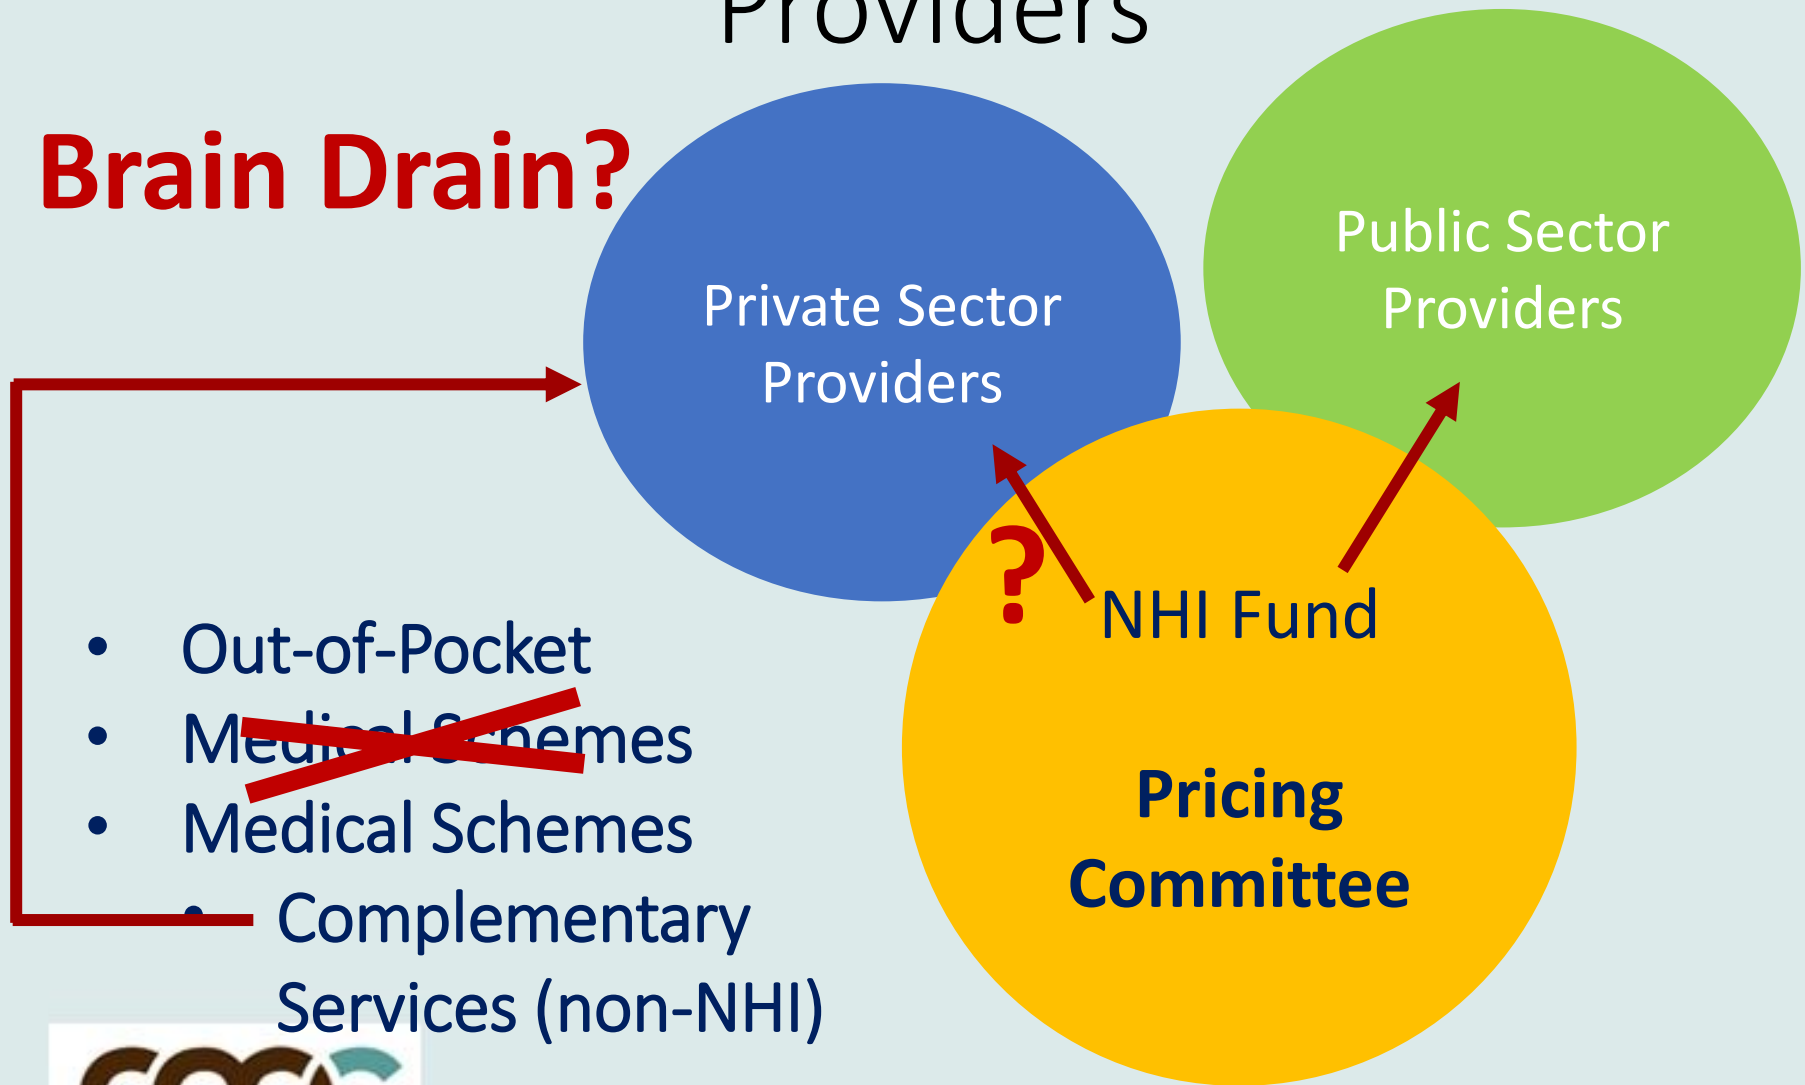 Providers
Brain Drain?
Private Sector
Providers
Public Sector
Providers
?
NHI Fund
Pricing
Committee
• Out-of-Pocket
• Medical Schemes
• Medical Schemes
• Complementary
Services (non-NHI)